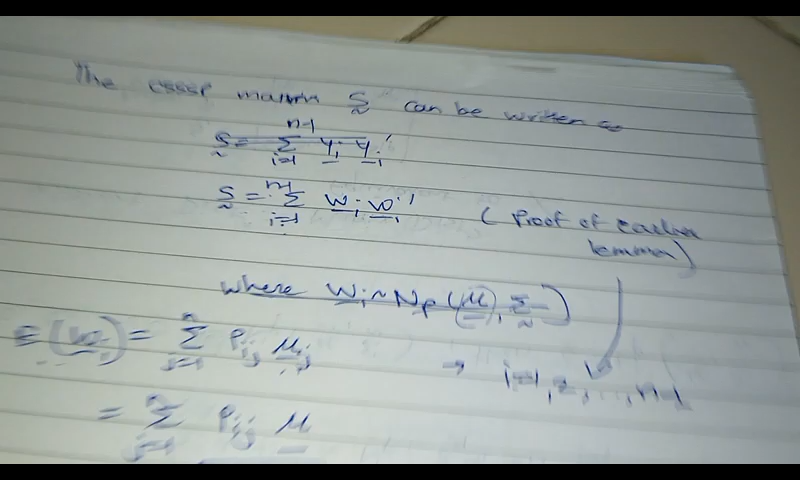 The CSSSP matrix S̰ can be written as
S̰ = Σ_{i=1}^{n-1} Y_i Y_i'
S̰ = Σ_{i=1}^{n-1} W_i W_i' (Proof of earlier
lemma)
where W_i ~ N_p (μ, Σ̰)
E(W_i) = Σ_{j=1}^{n} P_ij μ_j → i=1,2,...,n-1
= Σ_{j=1}^{n} P_ij μ